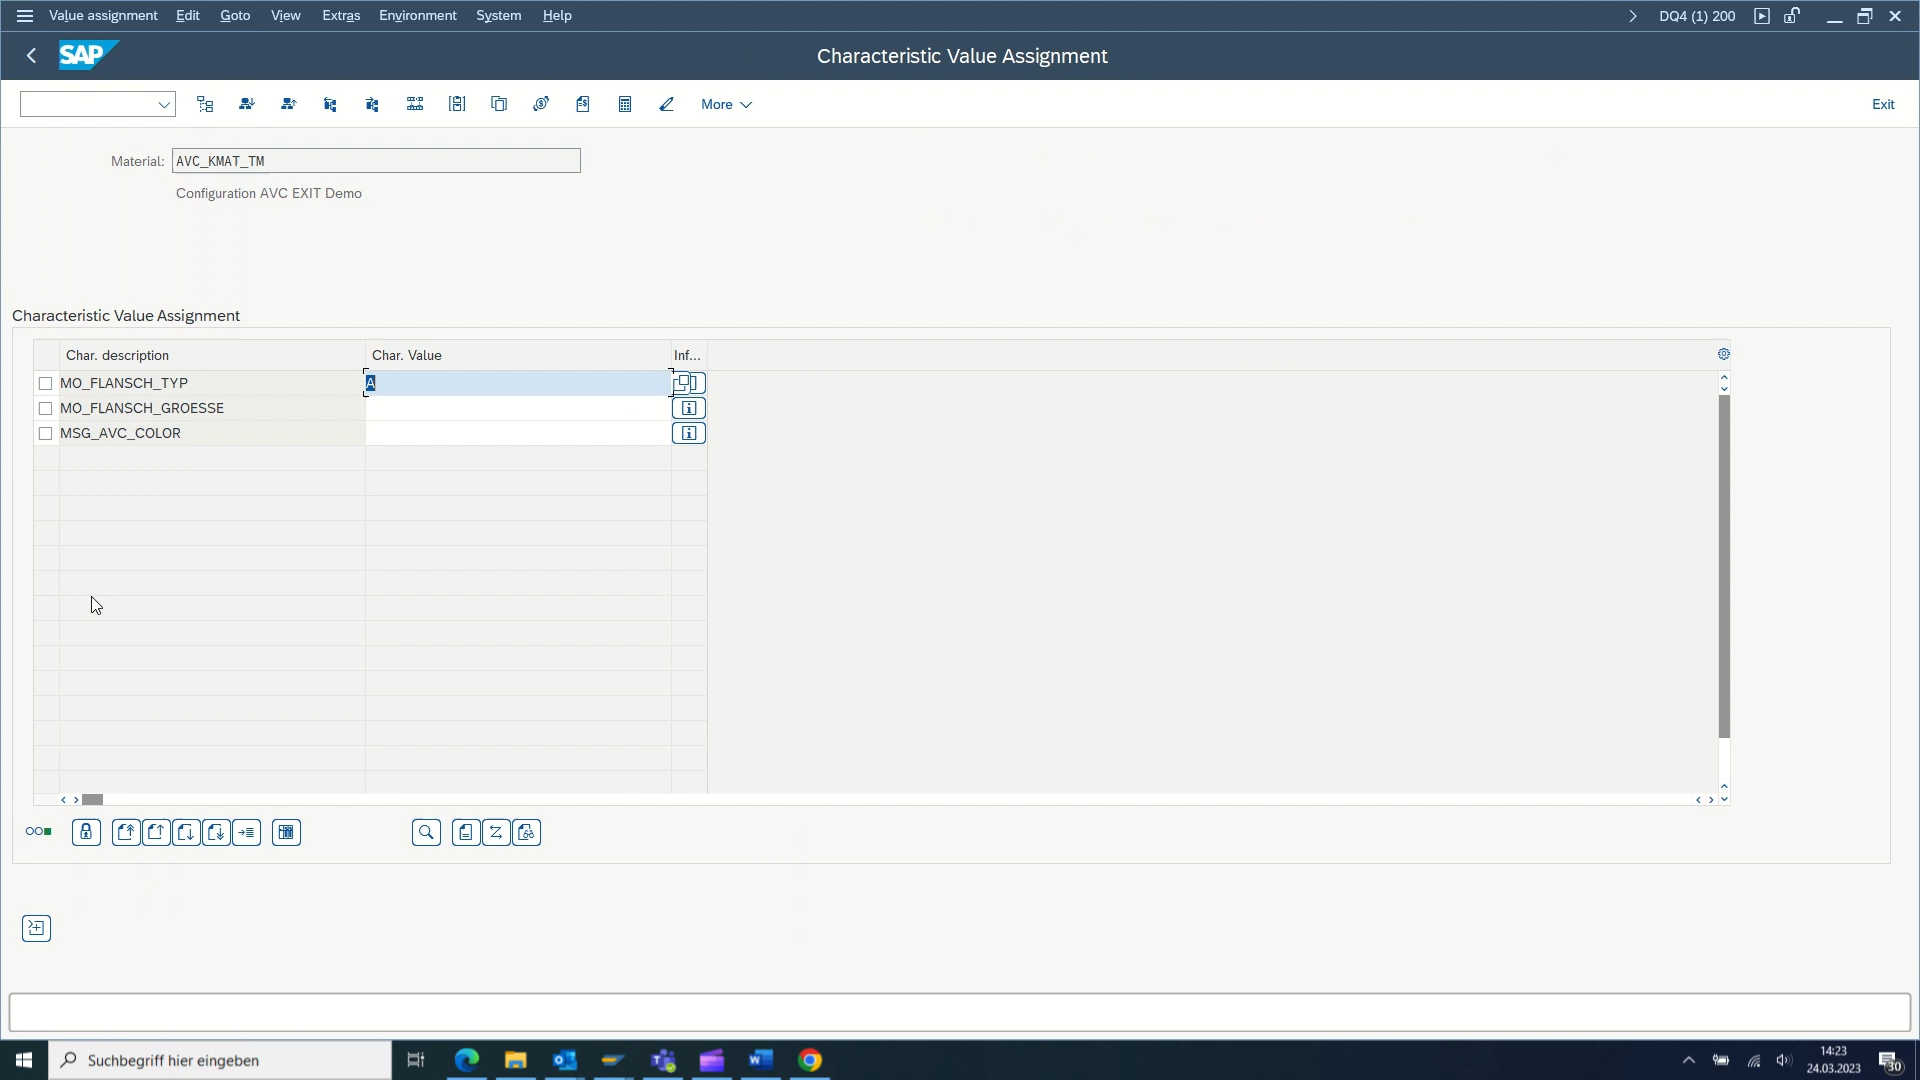 Value assignment Edit Goto View Extras Environment System Help DQ4 (1) 200
SAP Characteristic Value Assignment
More Exit
Material: AVC_KMAT_TM
Configuration AVC EXIT Demo
Characteristic Value Assignment
Char. description Char. Value Inf...
MO_FLANSCH_TYP A
MO_FLANSCH_GROESSE
MSG_AVC_COLOR
Suchbegriff hier eingeben
14:23
24.03.2023
30